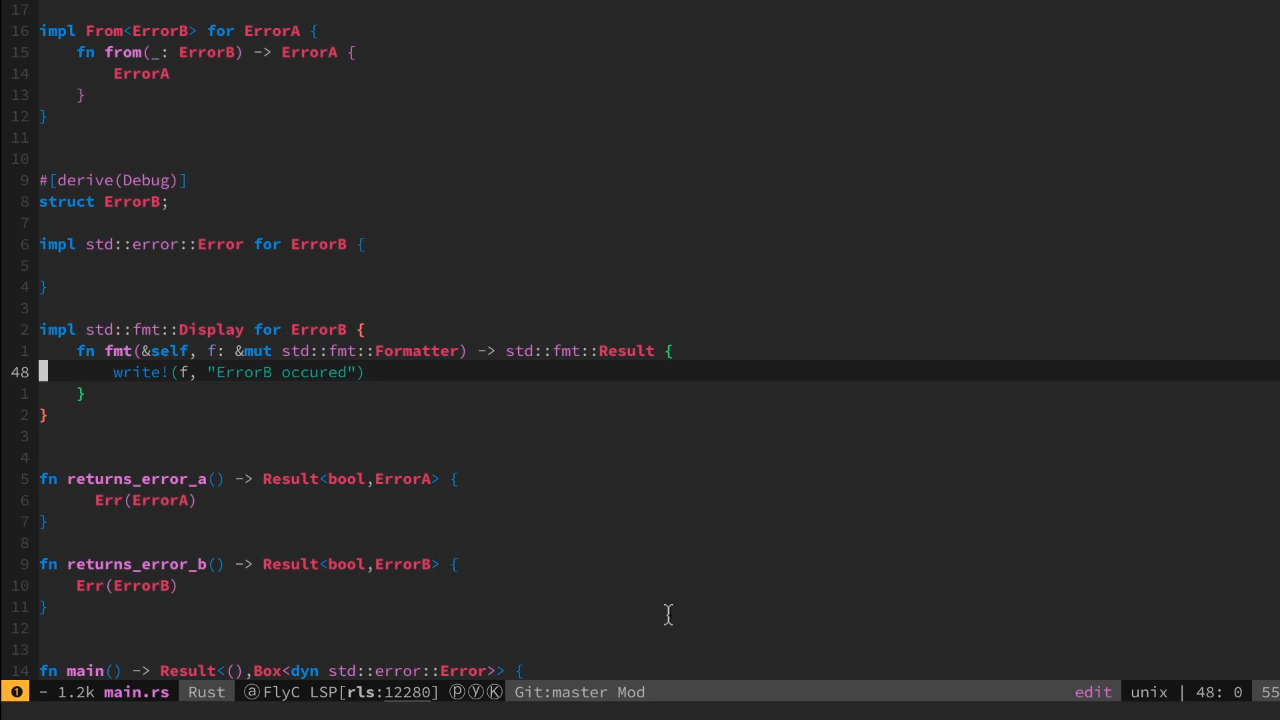 17
16 impl From<ErrorB> for ErrorA {
15     fn from(_: ErrorB) -> ErrorA {
14         ErrorA
13     }
12 }
11
10
9 #[derive(Debug)]
8 struct ErrorB;
7
6 impl std::error::Error for ErrorB {
5
4 }
3
2 impl std::fmt::Display for ErrorB {
1     fn fmt(&self, f: &mut std::fmt::Formatter) -> std::fmt::Result {
48         write!(f, "ErrorB occured")
1     }
2 }
3
4
5 fn returns_error_a() -> Result<bool,ErrorA> {
6       Err(ErrorA)
7 }
8
9 fn returns_error_b() -> Result<bool,ErrorB> {
10     Err(ErrorB)
11 }
12
13
14 fn main() -> Result<(),Box<dyn std::error::Error>> {
❶ - 1.2k main.rs Rust ⓐFlyC LSP[rls:12280] ⓟⓨⓀ Git:master Mod edit unix | 48: 0 55